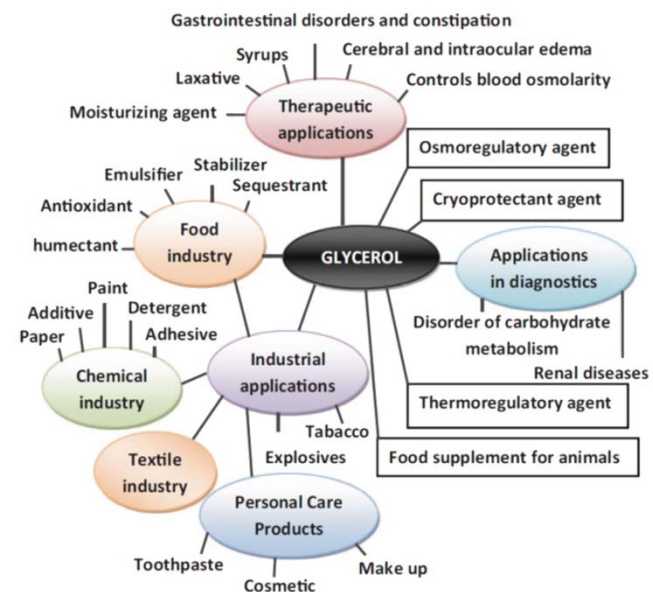 Gastrointestinal disorders and constipation
Syrups
Cerebral and intraocular edema
Laxative
Controls blood osmolarity
Moisturizing agent
Therapeutic
applications
Osmoregulatory agent
Stabilizer
Emulsifier
Sequestrant
Cryoprotectant agent
Antioxidant
Food
industry
humectant
GLYCEROL
Applications
in diagnostics
Paint
Additive
Detergent
Paper
Adhesive
Disorder of carbohydrate
metabolism
Renal diseases
Industrial
applications
Chemical
industry
Thermoregulatory agent
Tabacco
Explosives
Food supplement for animals
Textile
industry
Personal Care
Products
Toothpaste
Make up
Cosmetic